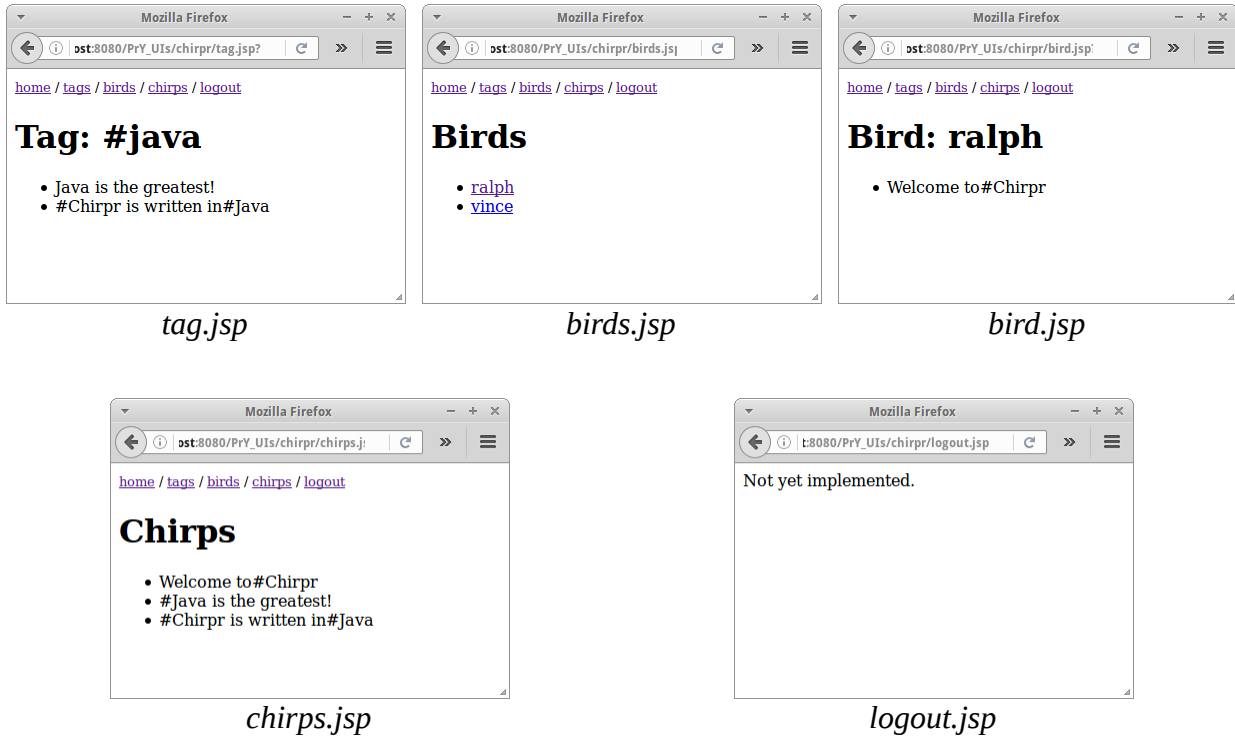 Mozilla Firefox
ost:8080/PrY_UIs/chirpr/tag.jsp?
home / tags / birds / chirps / logout
Tag: #java
Java is the greatest!
#Chirpr is written in#Java
tag.jsp
Mozilla Firefox
ost:8080/PrY_UIs/chirpr/birds.jsp
home / tags / birds / chirps / logout
Birds
ralph
vince
birds.jsp
Mozilla Firefox
ost:8080/PrY_UIs/chirpr/bird.jsp?
home / tags / birds / chirps / logout
Bird: ralph
Welcome to#Chirpr
bird.jsp
Mozilla Firefox
ost:8080/PrY_UIs/chirpr/chirps.js
home / tags / birds / chirps / logout
Chirps
Welcome to#Chirpr
#Java is the greatest!
#Chirpr is written in#Java
chirps.jsp
Mozilla Firefox
t:8080/PrY_UIs/chirpr/logout.jsp
Not yet implemented.
logout.jsp